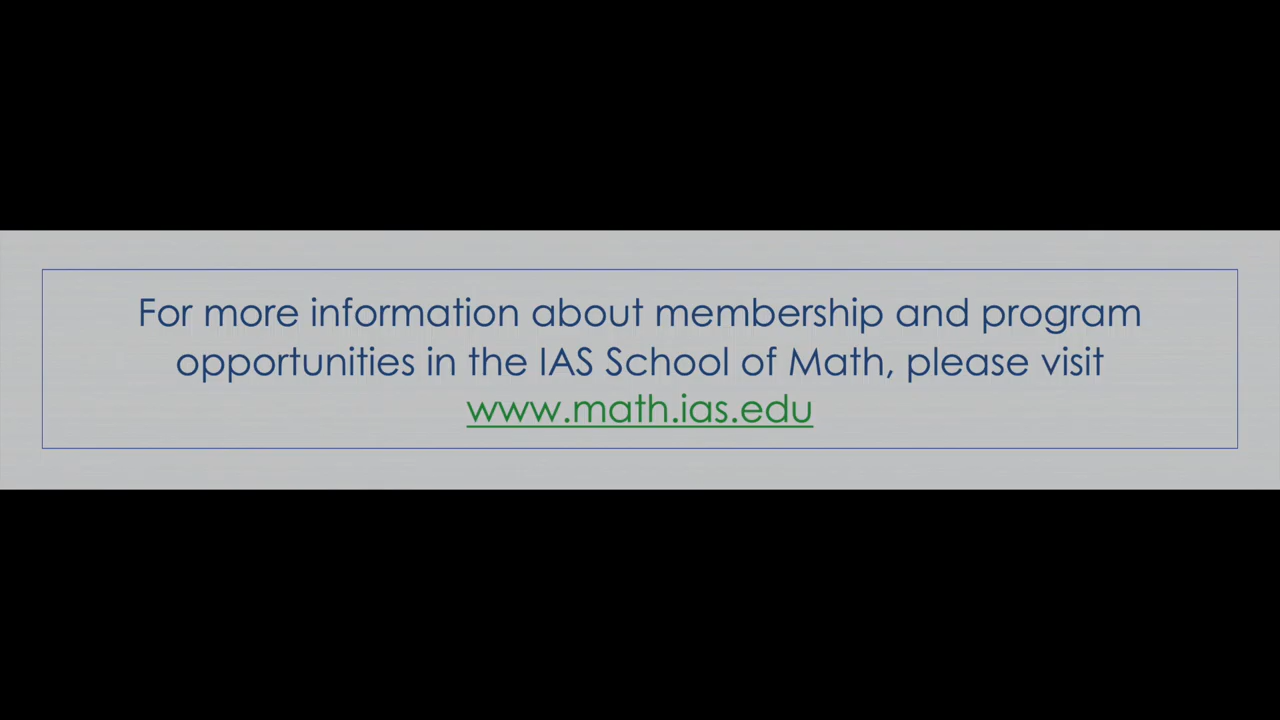 For more information about membership and program
opportunities in the IAS School of Math, please visit
www.math.ias.edu